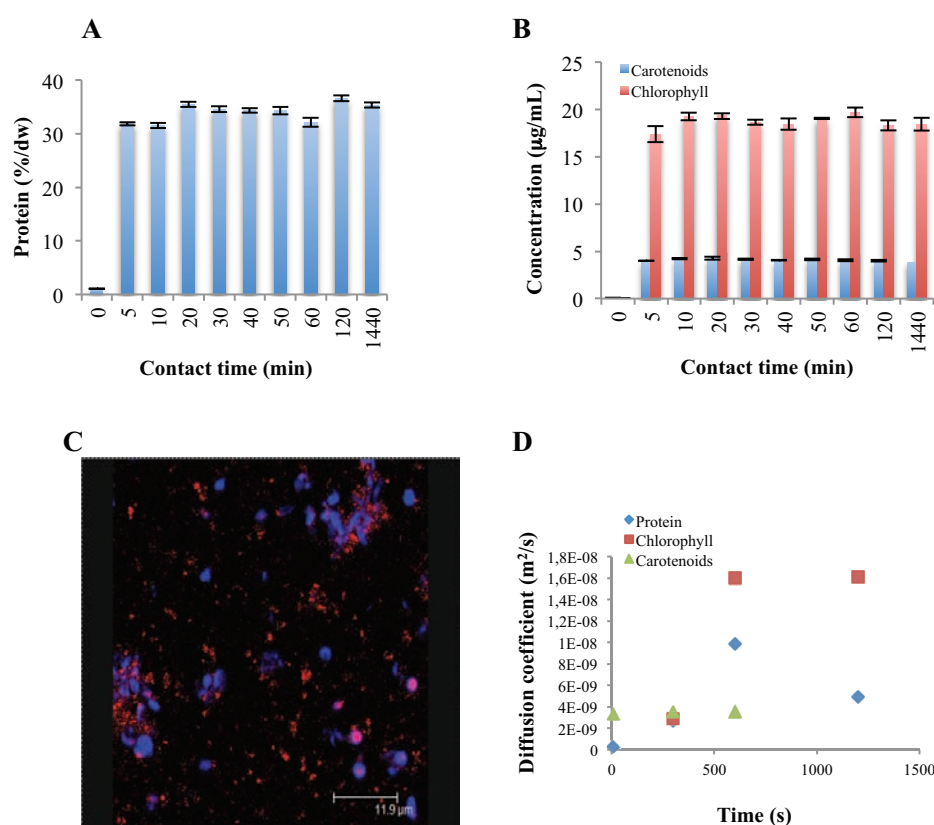 A
Protein (%/dw)
40
30
20
10
0
0 5 10 20 30 40 50 60 120 1440
Contact time (min)
B
Carotenoids
Chlorophyll
Concentration (µg/mL)
25
20
15
10
5
0
0 5 10 20 30 40 50 60 120 1440
Contact time (min)
C
11.9 µm
D
Protein
Chlorophyll
Carotenoids
Diffusion coefficient (m²/s)
1,8E-08
1,6E-08
1,4E-08
1,2E-08
1E-08
8E-09
6E-09
4E-09
2E-09
0
0 500 1000 1500
Time (s)